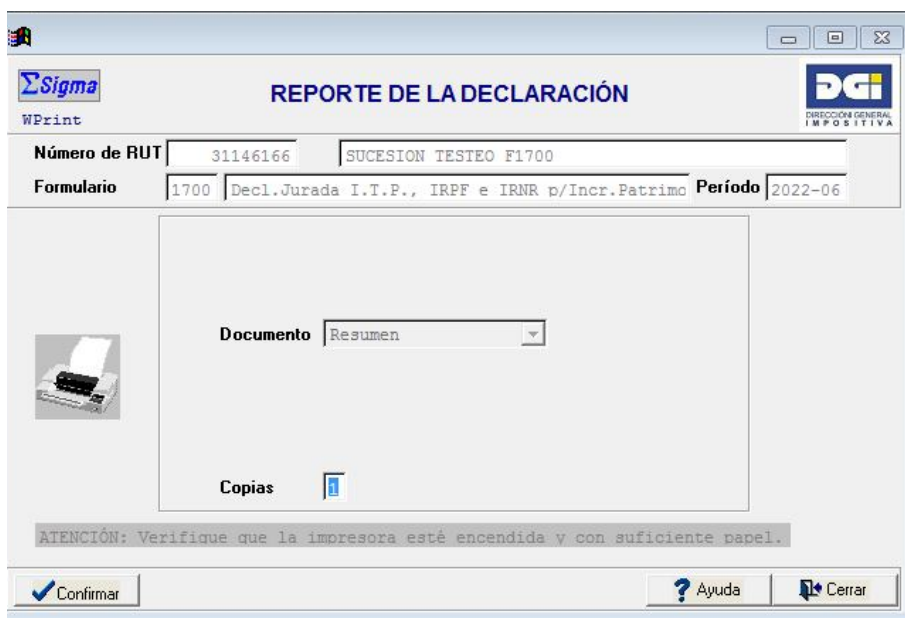 ΣSigma
WPrint
REPORTE DE LA DECLARACIÓN
DGi
DIRECCIÓN GENERAL
IMPOSITIVA
Número de RUT 31146166 SUCESION TESTEO F1700
Formulario 1700 Decl.Jurada I.T.P., IRPF e IRNR p/Incr.Patrimo Período 2022-06
Documento Resumen
Copias 1
ATENCIÓN: Verifique que la impresora esté encendida y con suficiente papel.
Confirmar ? Ayuda Cerrar